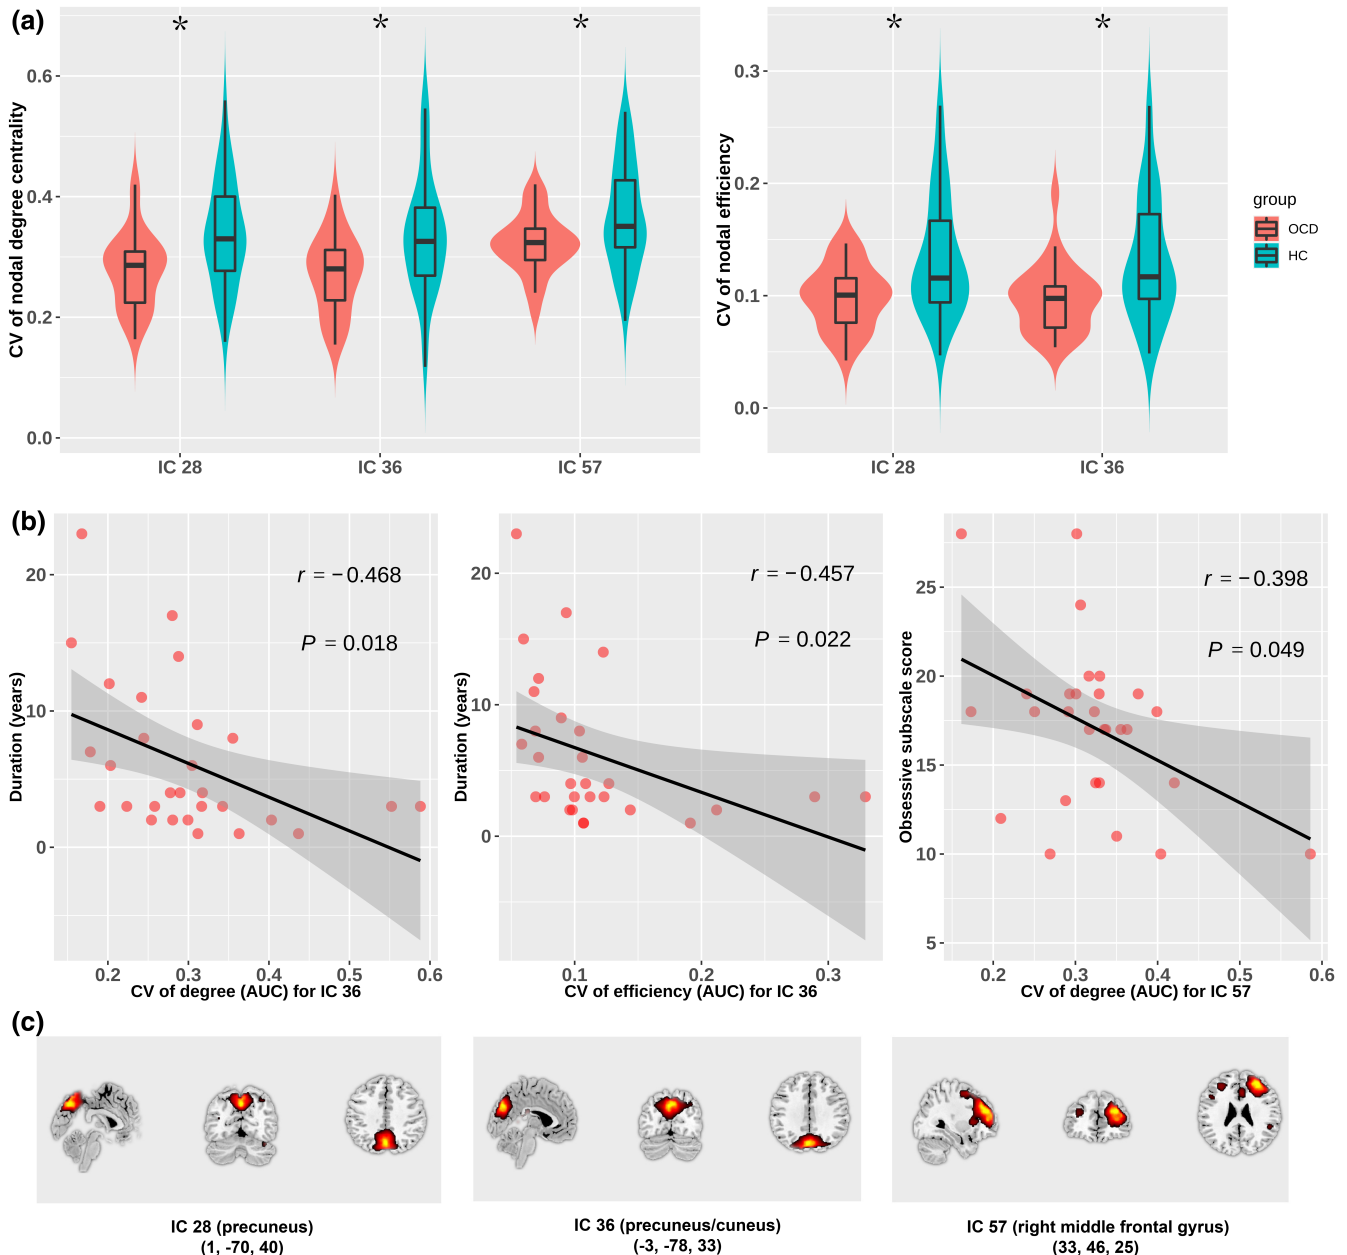 (a)
* * *
* *
CV of nodal degree centrality
0.6
0.4
0.2
0.0
IC 28 IC 36 IC 57
CV of nodal efficiency
0.3
0.2
0.1
0.0
IC 28 IC 36
group
OCD
HC
(b)
Duration (years)
20
10
0
r = −0.468
P = 0.018
0.2 0.3 0.4 0.5 0.6
CV of degree (AUC) for IC 36
Duration (years)
20
10
0
r = −0.457
P = 0.022
0.1 0.2 0.3
CV of efficiency (AUC) for IC 36
Obsessive subscale score
25
20
15
10
5
r = −0.398
P = 0.049
0.2 0.3 0.4 0.5 0.6
CV of degree (AUC) for IC 57
(c)
IC 28 (precuneus)
(1, -70, 40)
IC 36 (precuneus/cuneus)
(-3, -78, 33)
IC 57 (right middle frontal gyrus)
(33, 46, 25)